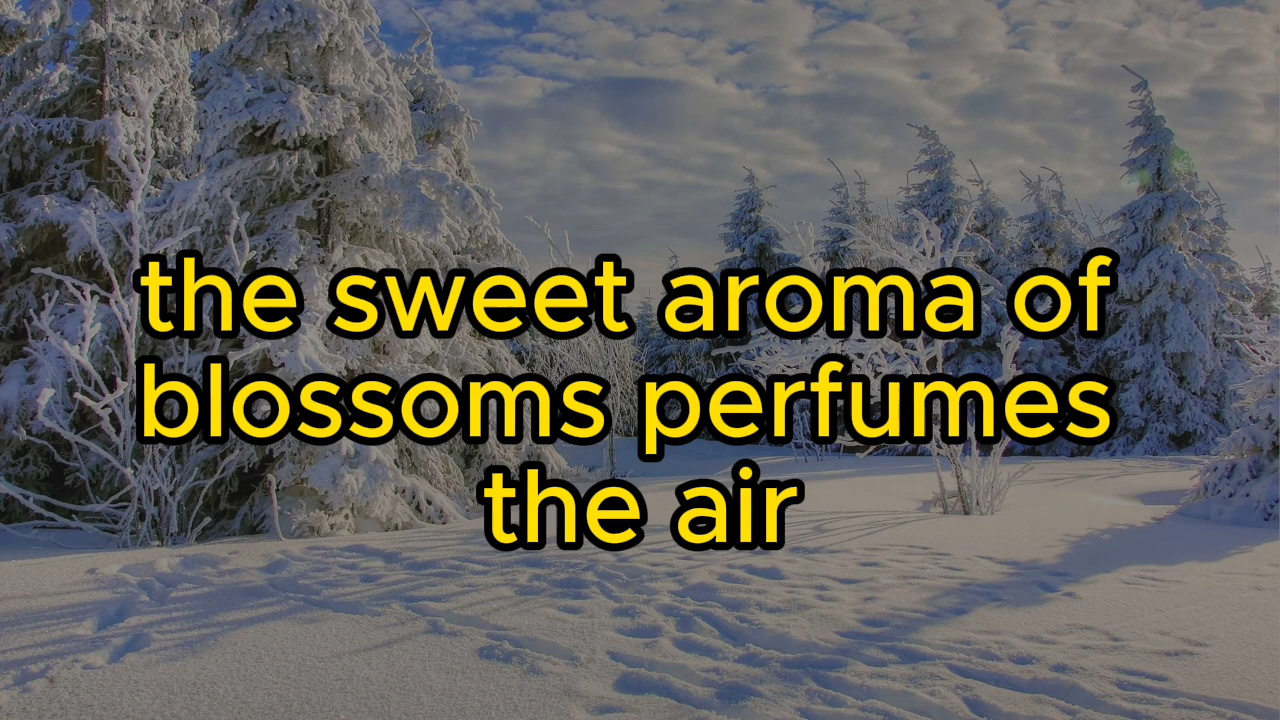 the sweet aroma of
blossoms perfumes
the air